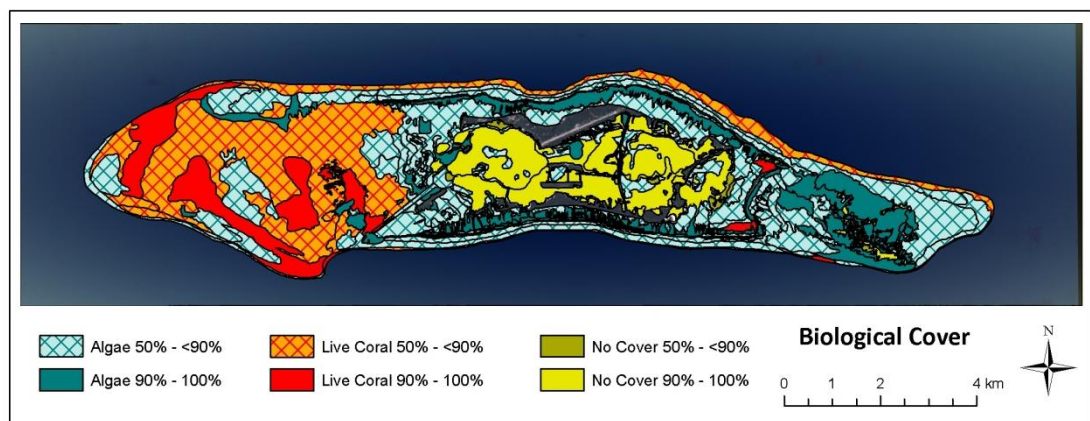 Algae 50% - <90%
Algae 90% - 100%
Live Coral 50% - <90%
Live Coral 90% - 100%
No Cover 50% - <90%
No Cover 90% - 100%
Biological Cover
0 1 2 4 km
N